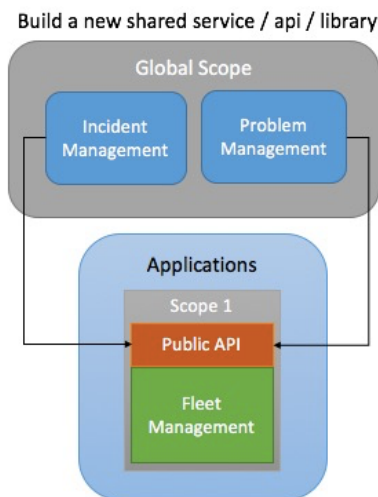 Build a new shared service / api / library
Global Scope
Incident
Management
Problem
Management
Applications
Scope 1
Public API
Fleet
Management